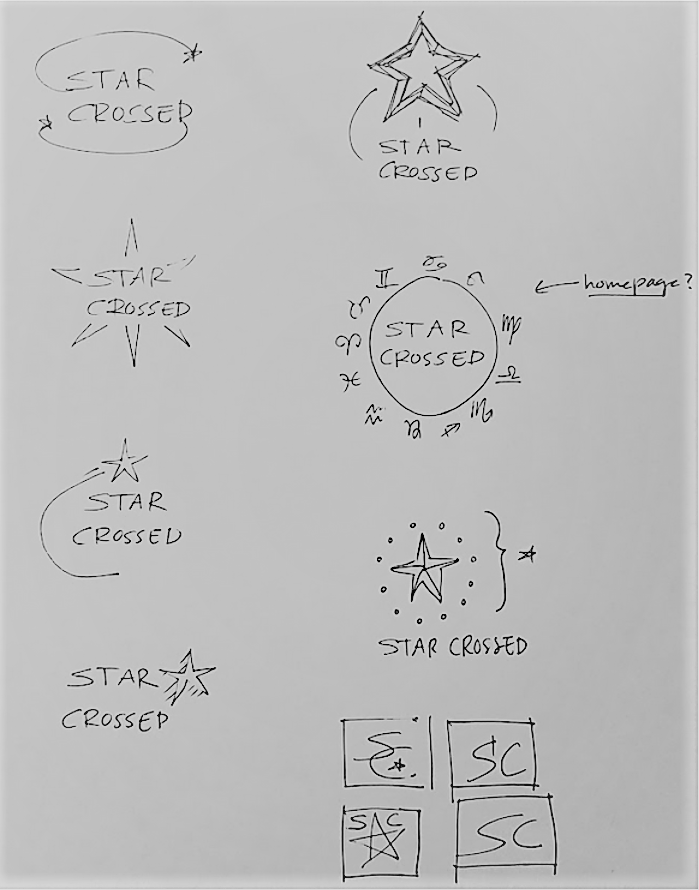 STAR
CROSSED
STAR
CROSSED
STAR
CROSSED
STAR
CROSSED
STAR
CROSSED
♋ ♌ ♍ ♎ ♏ ♐ ♑ ♒ ♓ ♈ ♉ ♊
STAR
CROSSED
homepage?
STAR CROSSED
SC
SC
SC
SC